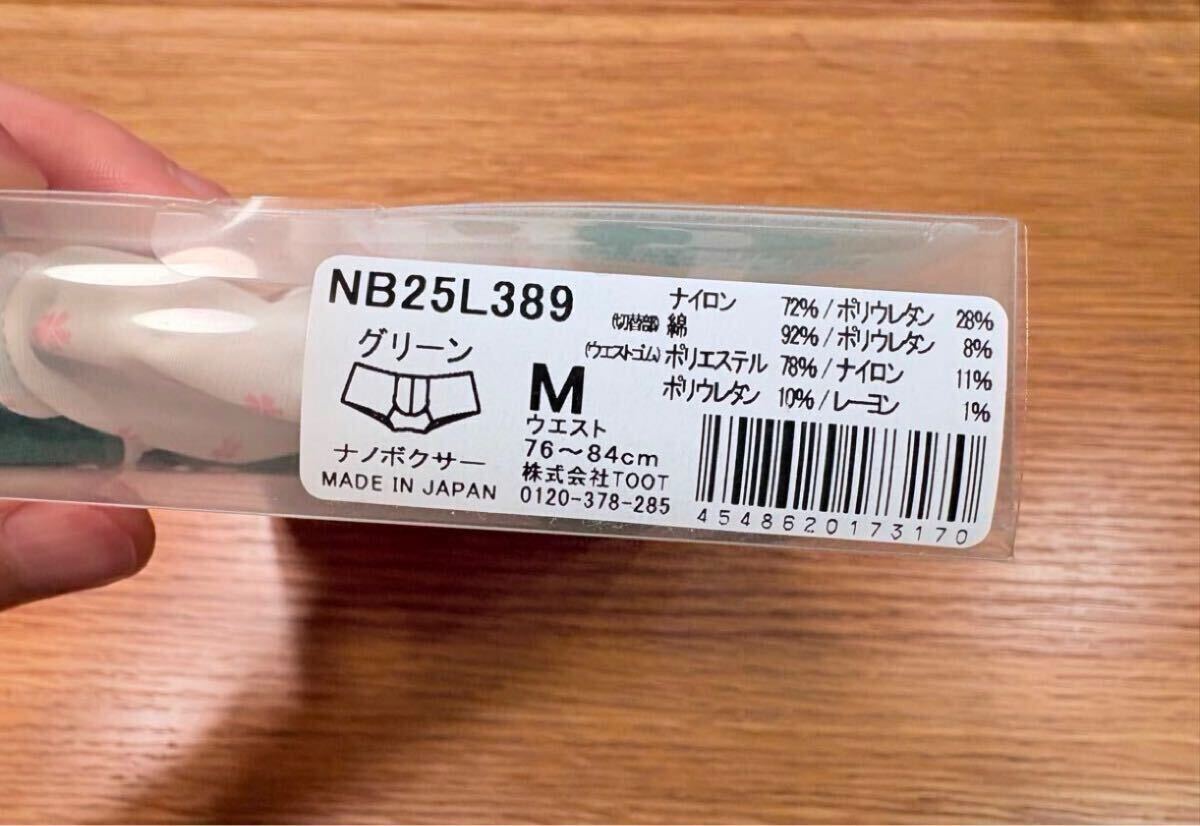 NB25L389
グリーン
ナノボクサー
MADE IN JAPAN
M
ウエスト
76～84cm
株式会社TOOT
0120-378-285
ナイロン 72% / ポリウレタン 28%
(切替部) 綿 92% / ポリウレタン 8%
(ウエストゴム) ポリエステル 78% / ナイロン 11%
ポリウレタン 10% / レーヨン 1%
4548620173170